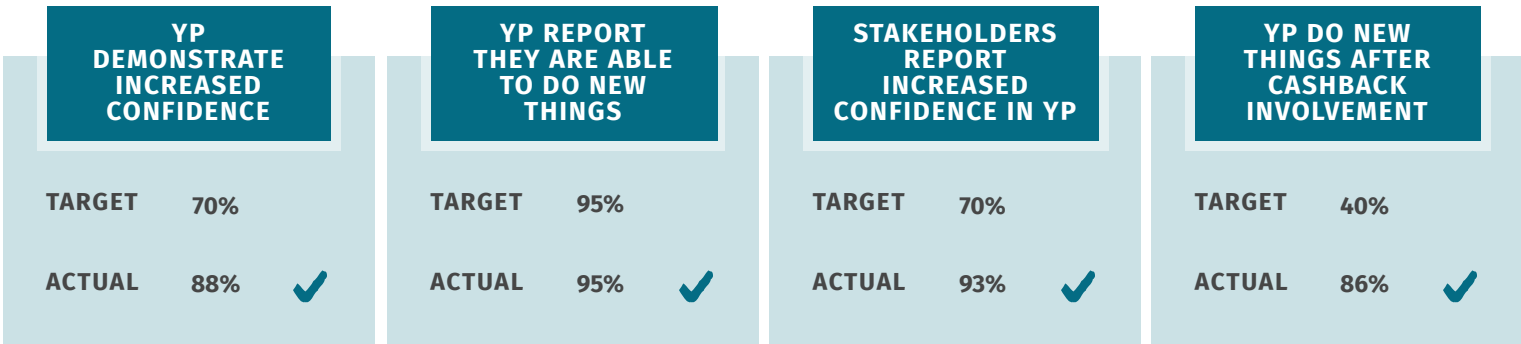 YP
DEMONSTRATE
INCREASED
CONFIDENCE
TARGET 70%
ACTUAL 88%
YP REPORT
THEY ARE ABLE
TO DO NEW
THINGS
TARGET 95%
ACTUAL 95%
STAKEHOLDERS
REPORT
INCREASED
CONFIDENCE IN YP
TARGET 70%
ACTUAL 93%
YP DO NEW
THINGS AFTER
CASHBACK
INVOLVEMENT
TARGET 40%
ACTUAL 86%